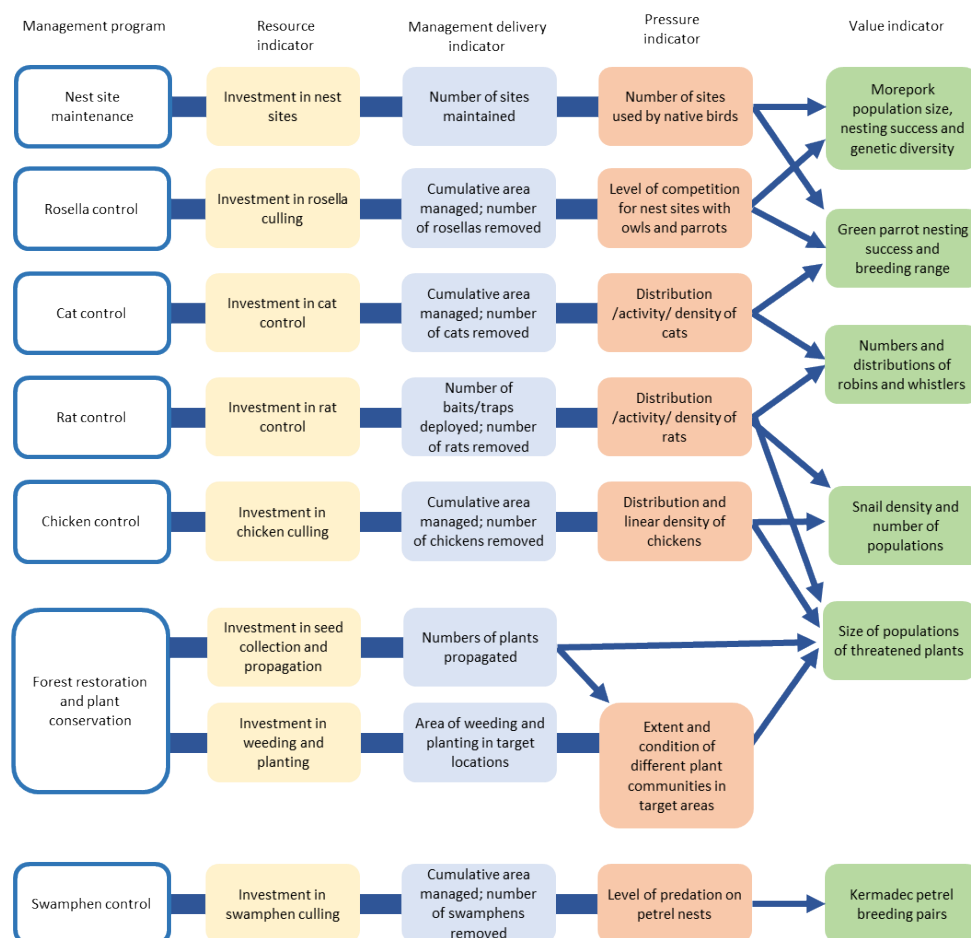 Management program
Resource
indicator
Management delivery
indicator
Pressure
indicator
Value indicator
Nest site
maintenance
Investment in nest
sites
Number of sites
maintained
Number of sites
used by native birds
Morepork
population size,
nesting success and
genetic diversity
Rosella control
Investment in rosella
culling
Cumulative area
managed; number
of rosellas removed
Level of competition
for nest sites with
owls and parrots
Green parrot nesting
success and
breeding range
Cat control
Investment in cat
control
Cumulative area
managed; number
of cats removed
Distribution
/activity/ density of
cats
Numbers and
distributions of
robins and whistlers
Rat control
Investment in rat
control
Number of
baits/traps
deployed; number
of rats removed
Distribution
/activity/ density of
rats
Chicken control
Investment in
chicken culling
Cumulative area
managed; number
of chickens removed
Distribution and
linear density of
chickens
Snail density and
number of
populations
Forest restoration
and plant
conservation
Investment in seed
collection and
propagation
Numbers of plants
propagated
Size of populations
of threatened plants
Investment in
weeding and
planting
Area of weeding and
planting in target
locations
Extent and
condition of
different plant
communities in
target areas
Swamphen control
Investment in
swamphen culling
Cumulative area
managed; number
of swamphens
removed
Level of predation on
petrel nests
Kermadec petrel
breeding pairs